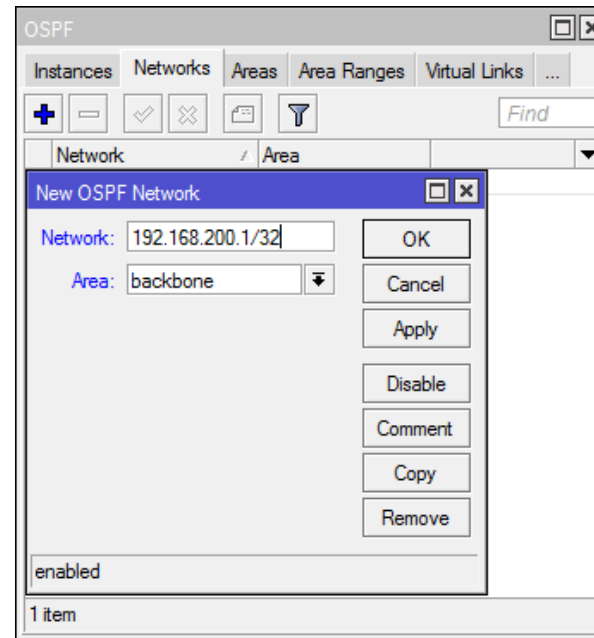 OSPF
Instances Networks Areas Area Ranges Virtual Links ...
Find
Network Area
New OSPF Network
Network: 192.168.200.1/32 OK
Area: backbone Cancel
Apply
Disable
Comment
Copy
Remove
enabled
1 item